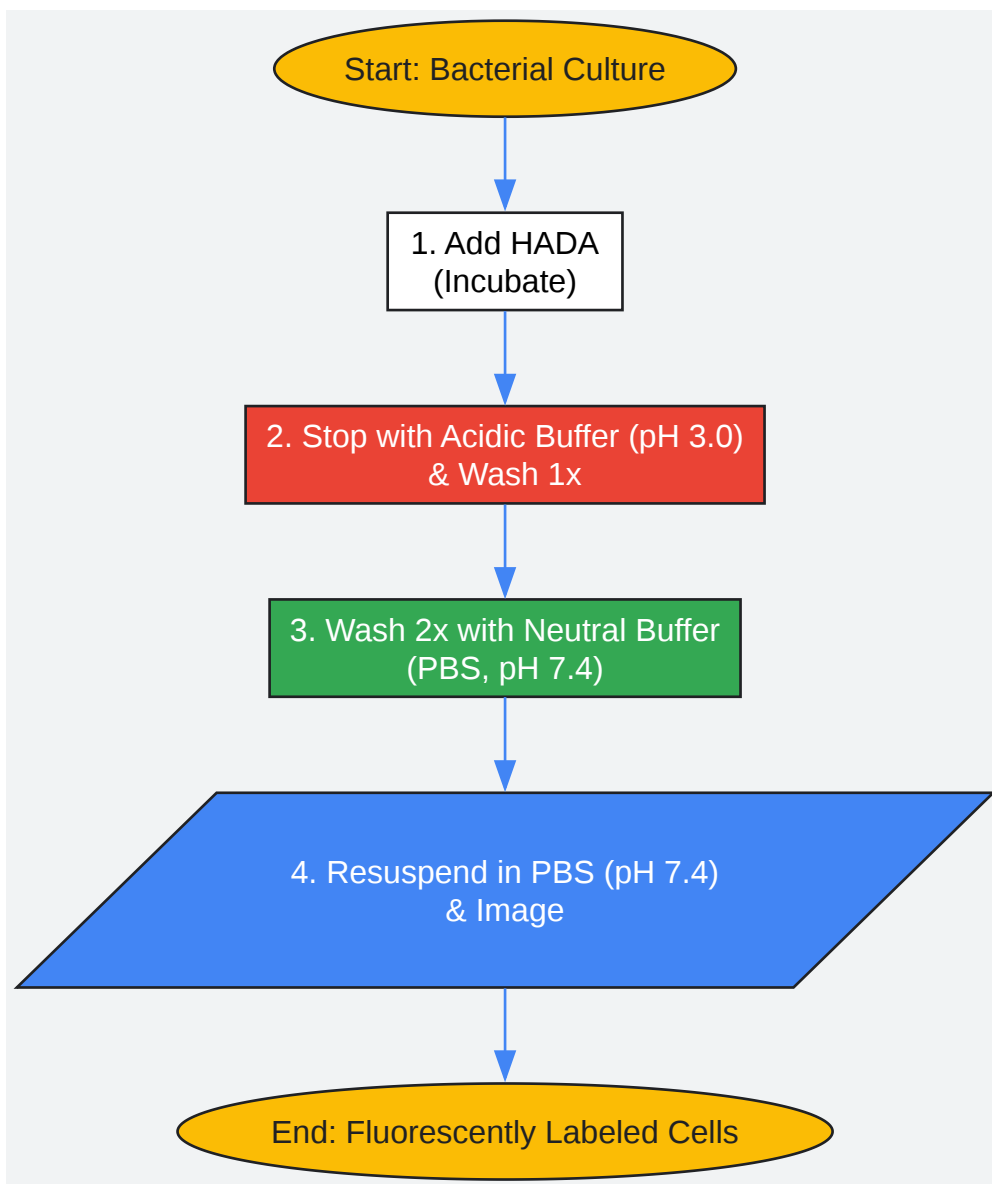 Start: Bacterial Culture
1. Add HADA
(Incubate)
2. Stop with Acidic Buffer (pH 3.0)
& Wash 1x
3. Wash 2x with Neutral Buffer
(PBS, pH 7.4)
4. Resuspend in PBS (pH 7.4)
& Image
End: Fluorescently Labeled Cells